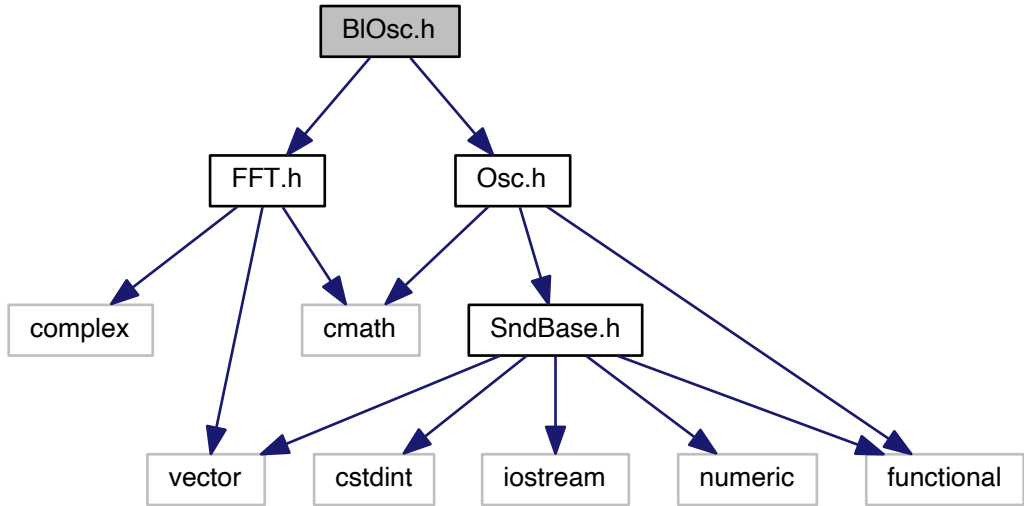 BlOsc.h
FFT.h
Osc.h
complex
cmath
SndBase.h
vector
cstdint
iostream
numeric
functional